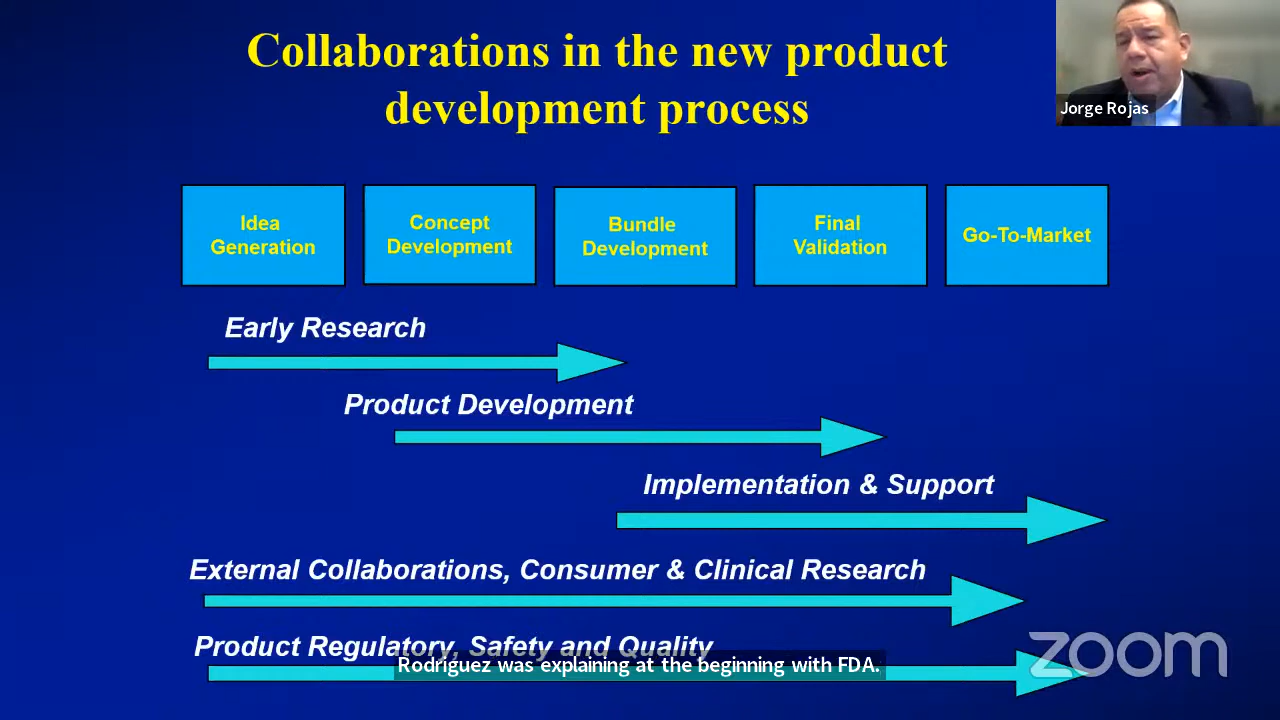 Collaborations in the new product
development process
Jorge Rojas
Idea
Generation
Concept
Development
Bundle
Development
Final
Validation
Go-To-Market
Early Research
Product Development
Implementation & Support
External Collaborations, Consumer & Clinical Research
Product Regulatory, Safety and Quality
Rodríguez was explaining at the beginning with FDA.
zoom